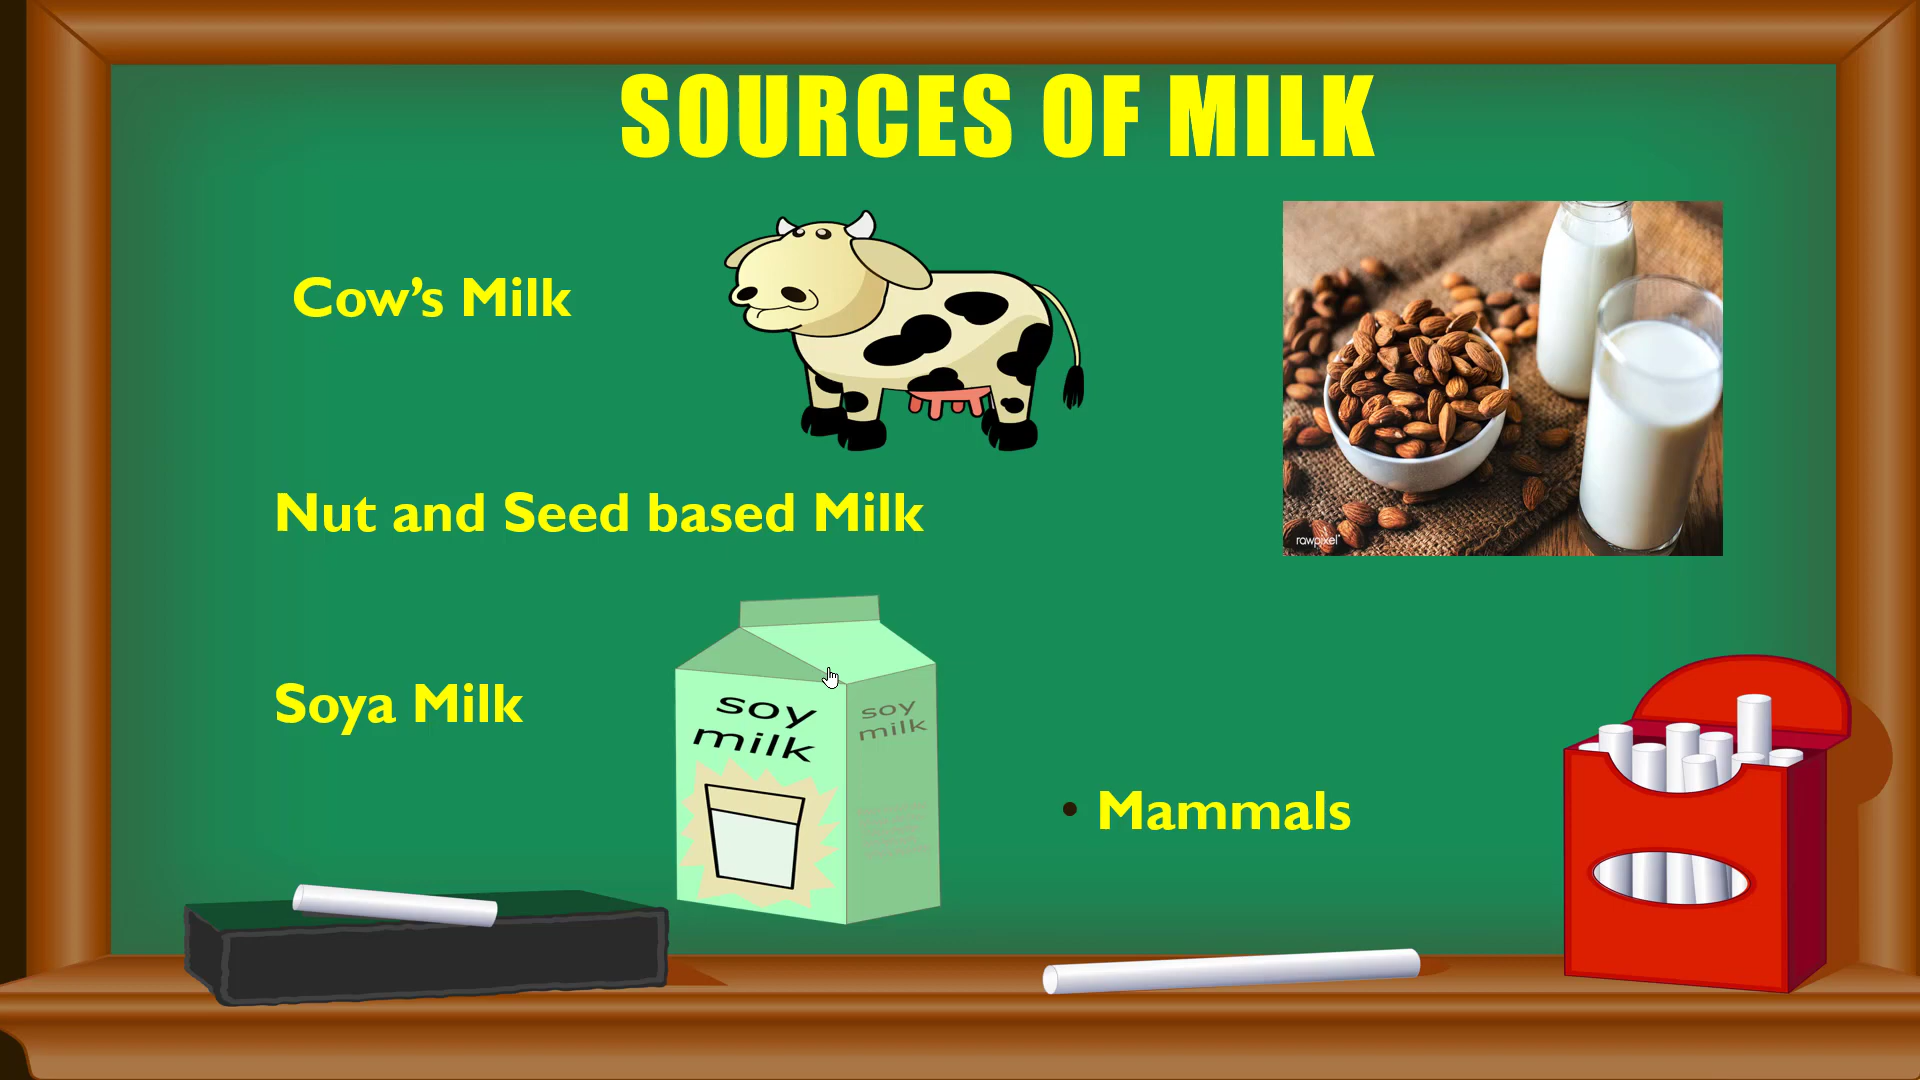 SOURCES OF MILK
Cow's Milk
Nut and Seed based Milk
rawpixel
Soya Milk
soy
milk
soy
milk
• Mammals